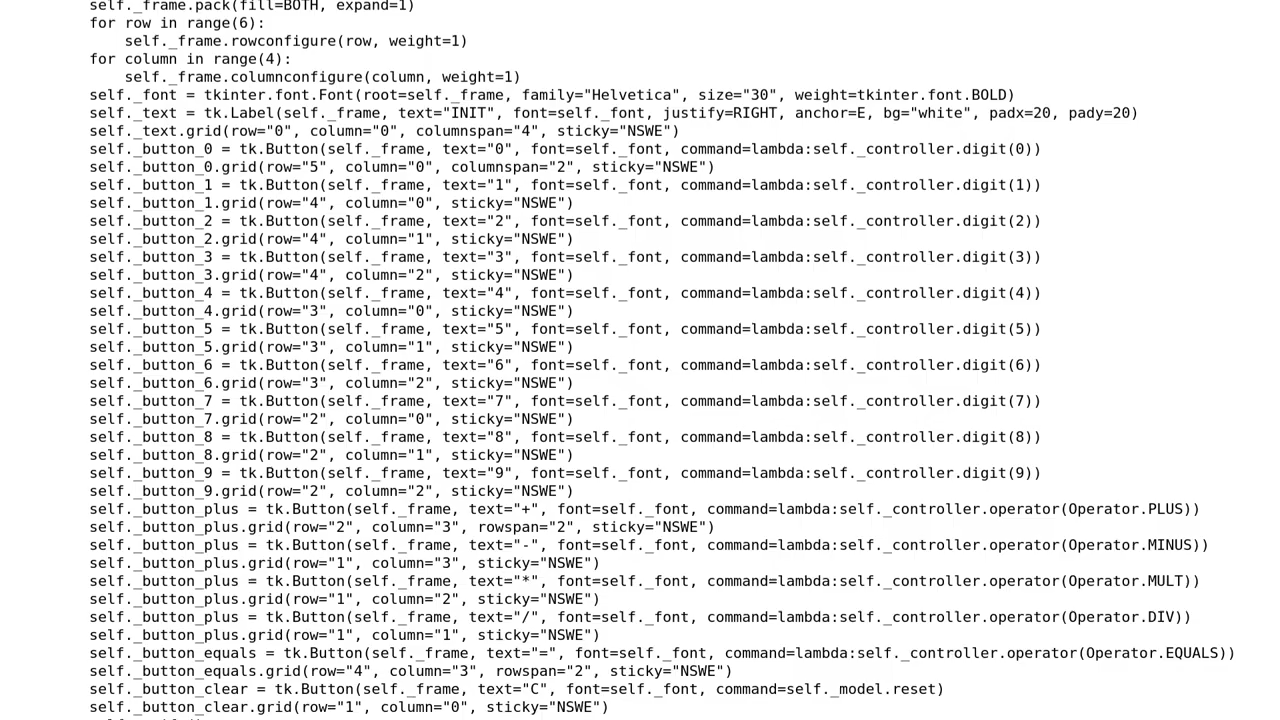 self._frame.pack(fill=BOTH, expand=1)
for row in range(6):
    self._frame.rowconfigure(row, weight=1)
for column in range(4):
    self._frame.columnconfigure(column, weight=1)
self._font = tkinter.font.Font(root=self._frame, family="Helvetica", size="30", weight=tkinter.font.BOLD)
self._text = tk.Label(self._frame, text="INIT", font=self._font, justify=RIGHT, anchor=E, bg="white", padx=20, pady=20)
self._text.grid(row="0", column="0", columnspan="4", sticky="NSWE")
self._button_0 = tk.Button(self._frame, text="0", font=self._font, command=lambda:self._controller.digit(0))
self._button_0.grid(row="5", column="0", columnspan="2", sticky="NSWE")
self._button_1 = tk.Button(self._frame, text="1", font=self._font, command=lambda:self._controller.digit(1))
self._button_1.grid(row="4", column="0", sticky="NSWE")
self._button_2 = tk.Button(self._frame, text="2", font=self._font, command=lambda:self._controller.digit(2))
self._button_2.grid(row="4", column="1", sticky="NSWE")
self._button_3 = tk.Button(self._frame, text="3", font=self._font, command=lambda:self._controller.digit(3))
self._button_3.grid(row="4", column="2", sticky="NSWE")
self._button_4 = tk.Button(self._frame, text="4", font=self._font, command=lambda:self._controller.digit(4))
self._button_4.grid(row="3", column="0", sticky="NSWE")
self._button_5 = tk.Button(self._frame, text="5", font=self._font, command=lambda:self._controller.digit(5))
self._button_5.grid(row="3", column="1", sticky="NSWE")
self._button_6 = tk.Button(self._frame, text="6", font=self._font, command=lambda:self._controller.digit(6))
self._button_6.grid(row="3", column="2", sticky="NSWE")
self._button_7 = tk.Button(self._frame, text="7", font=self._font, command=lambda:self._controller.digit(7))
self._button_7.grid(row="2", column="0", sticky="NSWE")
self._button_8 = tk.Button(self._frame, text="8", font=self._font, command=lambda:self._controller.digit(8))
self._button_8.grid(row="2", column="1", sticky="NSWE")
self._button_9 = tk.Button(self._frame, text="9", font=self._font, command=lambda:self._controller.digit(9))
self._button_9.grid(row="2", column="2", sticky="NSWE")
self._button_plus = tk.Button(self._frame, text="+", font=self._font, command=lambda:self._controller.operator(Operator.PLUS))
self._button_plus.grid(row="2", column="3", rowspan="2", sticky="NSWE")
self._button_plus = tk.Button(self._frame, text="-", font=self._font, command=lambda:self._controller.operator(Operator.MINUS))
self._button_plus.grid(row="1", column="3", sticky="NSWE")
self._button_plus = tk.Button(self._frame, text="*", font=self._font, command=lambda:self._controller.operator(Operator.MULT))
self._button_plus.grid(row="1", column="2", sticky="NSWE")
self._button_plus = tk.Button(self._frame, text="/", font=self._font, command=lambda:self._controller.operator(Operator.DIV))
self._button_plus.grid(row="1", column="1", sticky="NSWE")
self._button_equals = tk.Button(self._frame, text="=", font=self._font, command=lambda:self._controller.operator(Operator.EQUALS))
self._button_equals.grid(row="4", column="3", rowspan="2", sticky="NSWE")
self._button_clear = tk.Button(self._frame, text="C", font=self._font, command=self._model.reset)
self._button_clear.grid(row="1", column="0", sticky="NSWE")